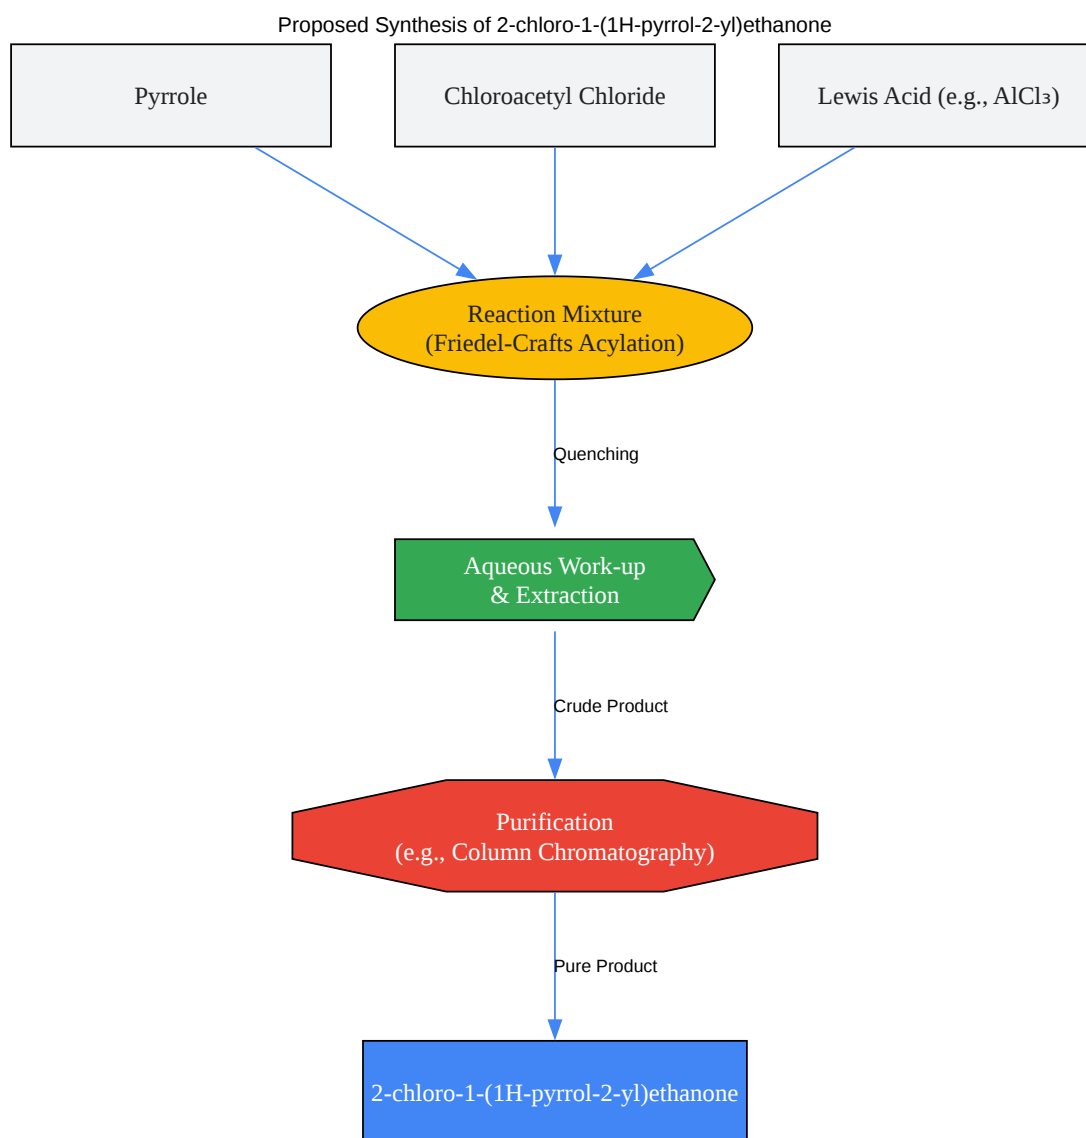 Proposed Synthesis of 2-chloro-1-(1H-pyrrol-2-yl)ethanone
Pyrrole
Chloroacetyl Chloride
Lewis Acid (e.g., AlCl₃)
Reaction Mixture
(Friedel-Crafts Acylation)
Quenching
Aqueous Work-up
& Extraction
Crude Product
Purification
(e.g., Column Chromatography)
Pure Product
2-chloro-1-(1H-pyrrol-2-yl)ethanone